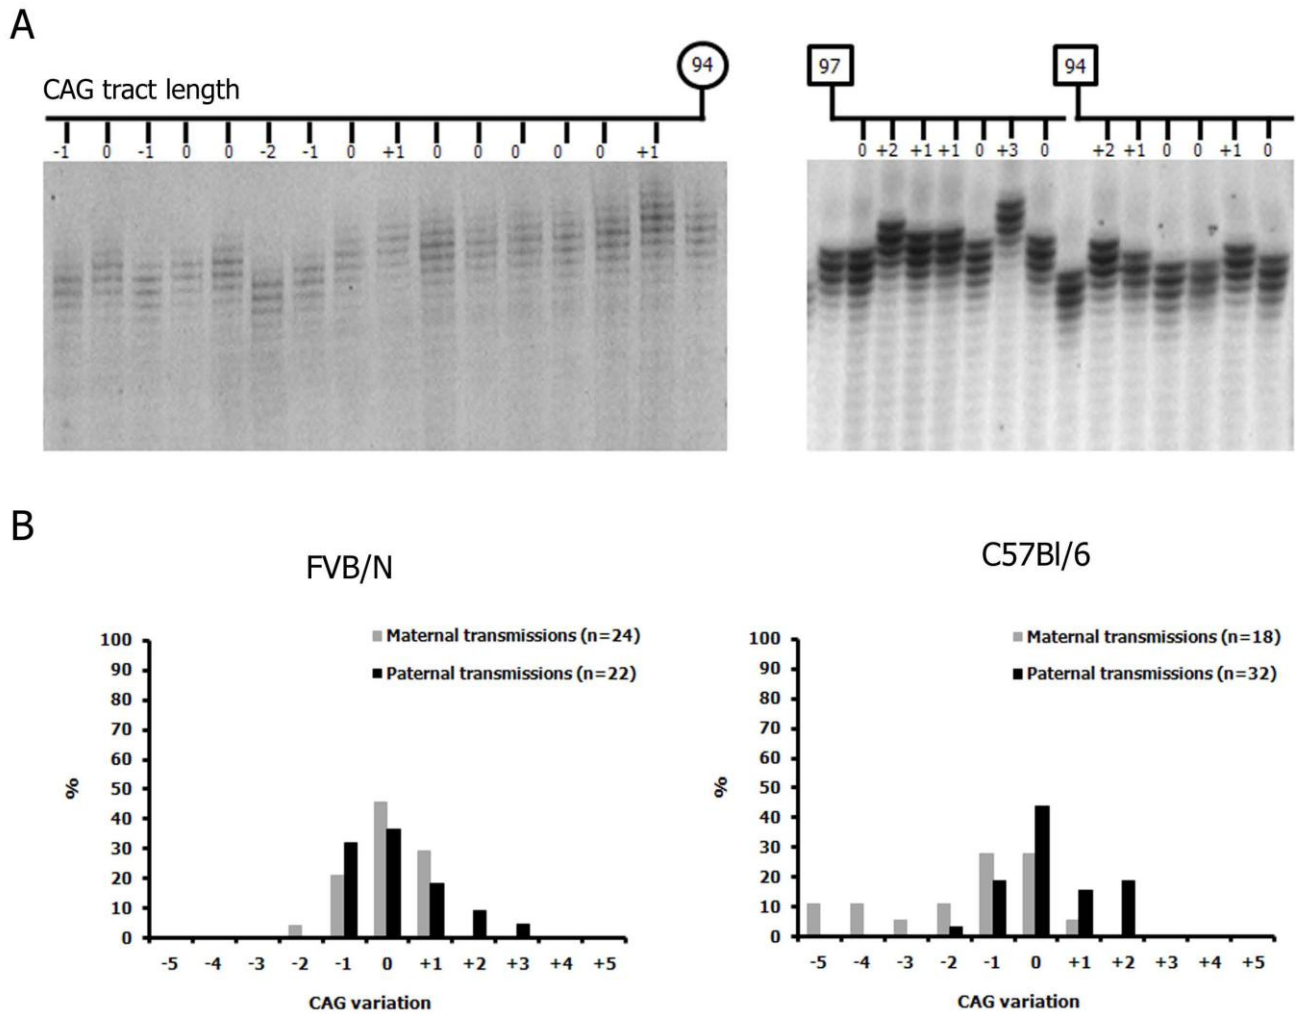 A
94
97
94
CAG tract length
-1 0 -1 0 0 -2 -1 0 +1 0 0 0 0 0 +1
0 +2 +1 +1 0 +3 0
+2 +1 0 0 +1 0
B
FVB/N
C57Bl/6
Maternal transmissions (n=24)
Paternal transmissions (n=22)
100
90
80
70
60
50
40
30
20
10
0
%
-5 -4 -3 -2 -1 0 +1 +2 +3 +4 +5
CAG variation
Maternal transmissions (n=18)
Paternal transmissions (n=32)
100
90
80
70
60
50
40
30
20
10
0
%
-5 -4 -3 -2 -1 0 +1 +2 +3 +4 +5
CAG variation